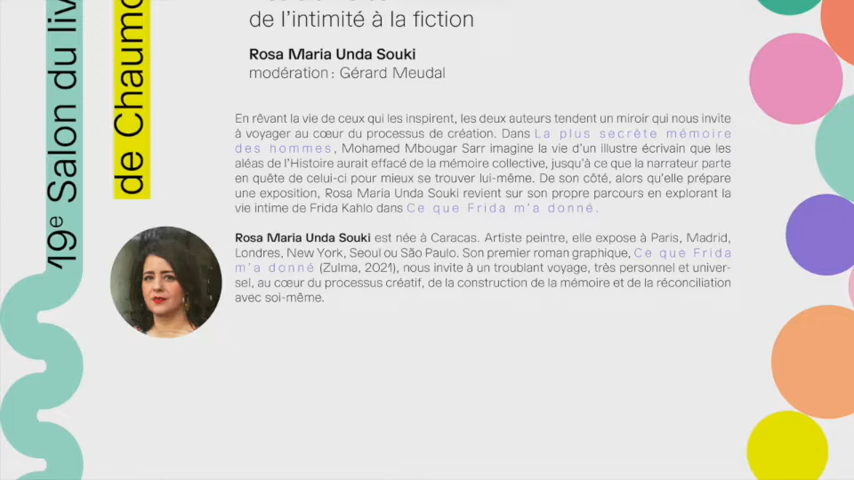 de l'intimité à la fiction
Rosa Maria Unda Souki
modération : Gérard Meudal
En rêvant la vie de ceux qui les inspirent, les deux auteurs tendent un miroir qui nous invite
à voyager au cœur du processus de création. Dans La plus secrète mémoire
des hommes, Mohamed Mbougar Sarr imagine la vie d'un illustre écrivain que les
aléas de l'Histoire aurait effacé de la mémoire collective, jusqu'à ce que la narrateur parte
en quête de celui-ci pour mieux se trouver lui-même. De son côté, alors qu'elle prépare
une exposition, Rosa Maria Unda Souki revient sur son propre parcours en explorant la
vie intime de Frida Kahlo dans Ce que Frida m'a donné.
Rosa Maria Unda Souki est née à Caracas. Artiste peintre, elle expose à Paris, Madrid,
Londres, New York, Seoul ou São Paulo. Son premier roman graphique, Ce que Frida
m'a donné (Zulma, 2021), nous invite à un troublant voyage, très personnel et univer-
sel, au cœur du processus créatif, de la construction de la mémoire et de la réconciliation
avec soi-même.
19e Salon du liv
de Chaumo